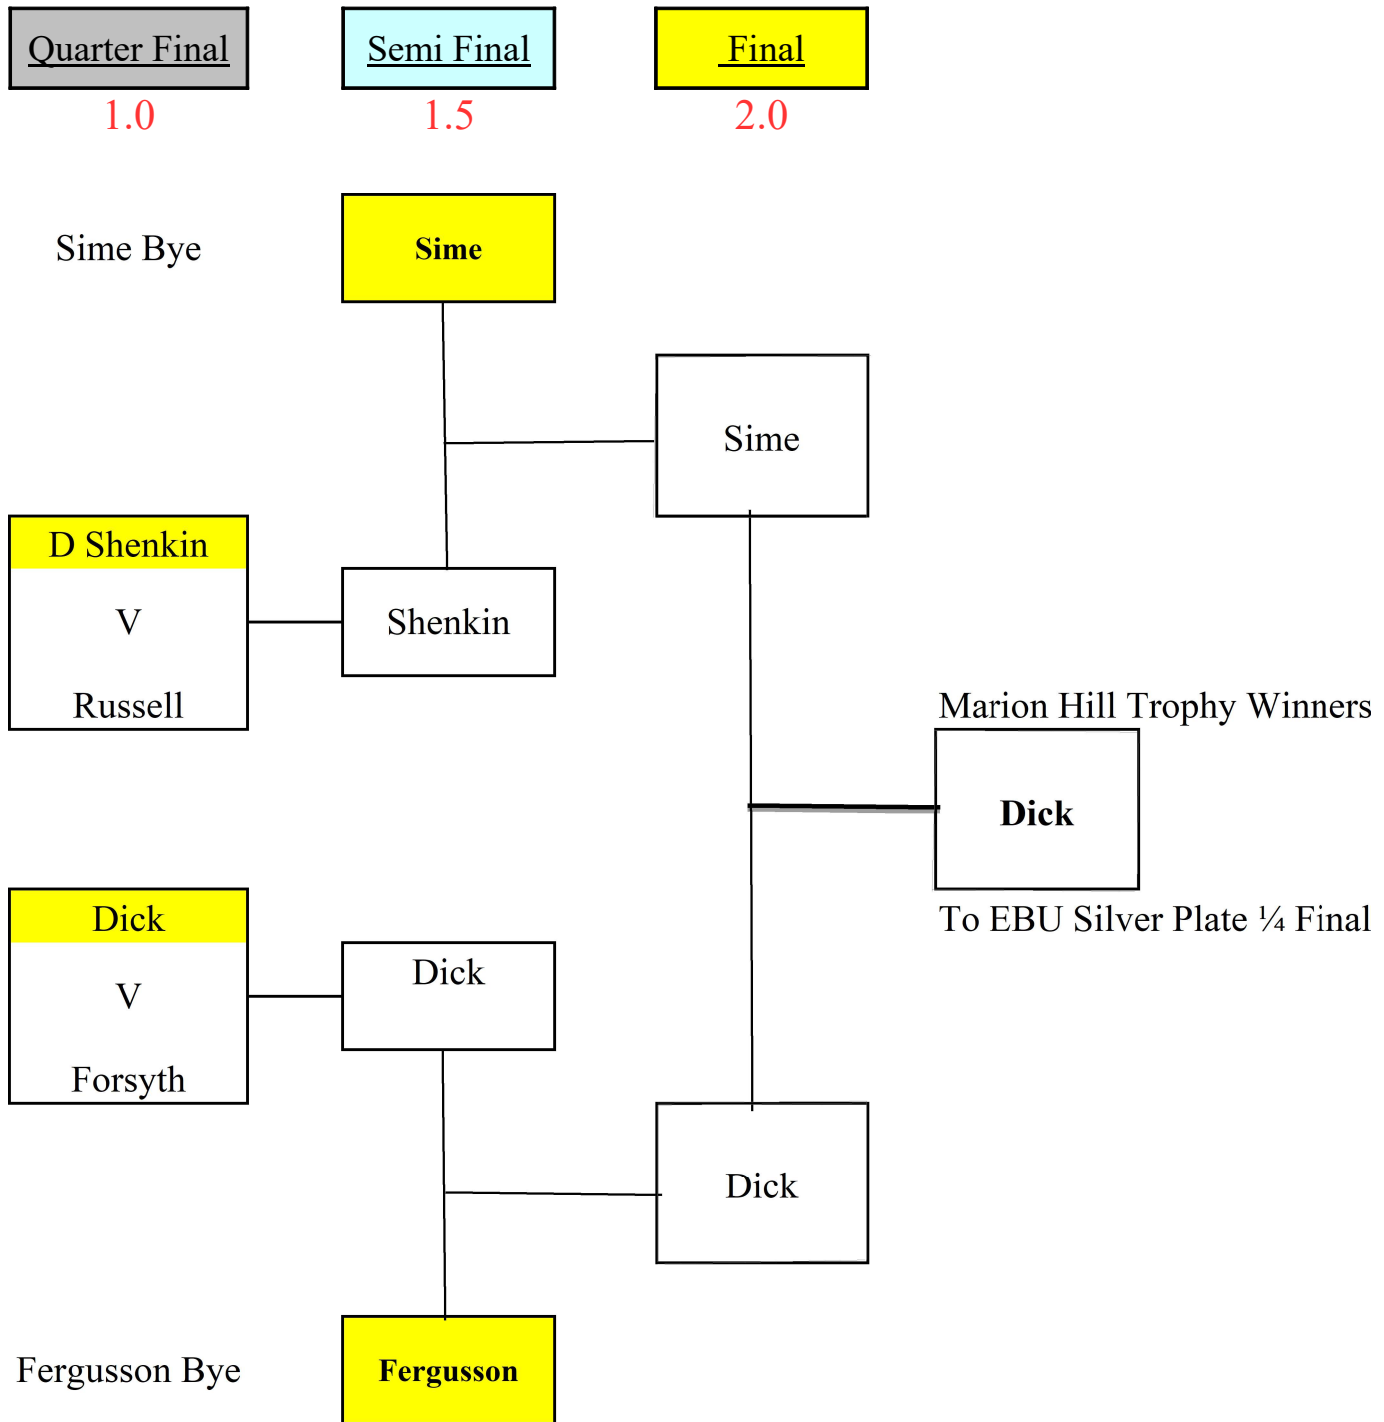 Quarter Final
Semi Final
Final
1.0
1.5
2.0
Sime Bye
Sime
Sime
D Shenkin
V
Russell
Shenkin
Marion Hill Trophy Winners
Dick
To EBU Silver Plate ¼ Final
Dick
V
Forsyth
Dick
Dick
Fergusson Bye
Fergusson